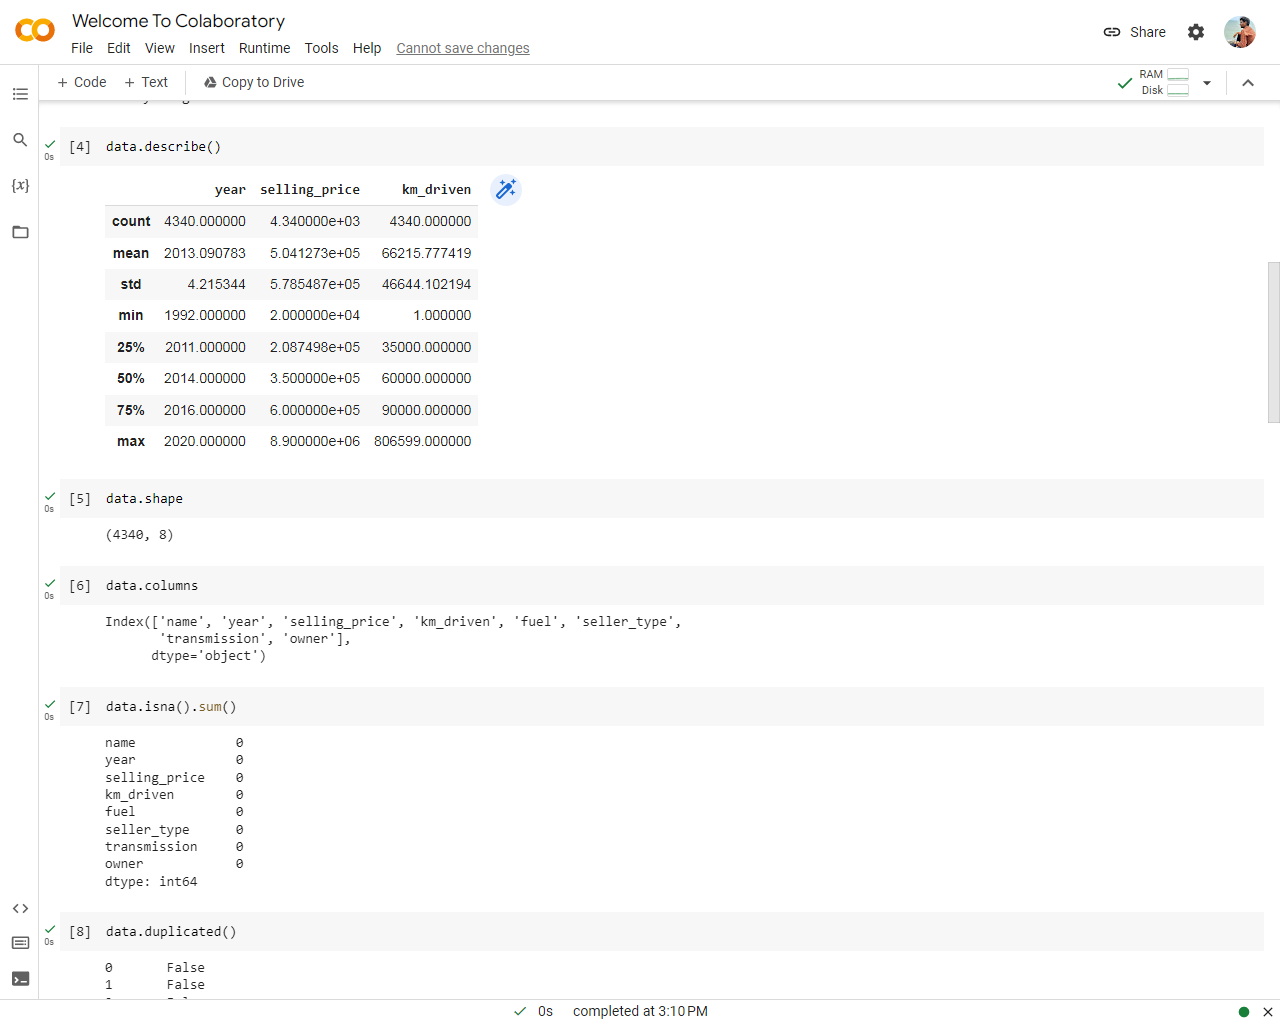 Welcome To Colaboratory
File Edit View Insert Runtime Tools Help Cannot save changes
Share
+ Code + Text Copy to Drive
RAM
Disk
[4] data.describe()
0s
year selling_price km_driven
count 4340.000000 4.340000e+03 4340.000000
mean 2013.090783 5.041273e+05 66215.777419
std 4.215344 5.785487e+05 46644.102194
min 1992.000000 2.000000e+04 1.000000
25% 2011.000000 2.087498e+05 35000.000000
50% 2014.000000 3.500000e+05 60000.000000
75% 2016.000000 6.000000e+05 90000.000000
max 2020.000000 8.900000e+06 806599.000000
[5] data.shape
0s
(4340, 8)
[6] data.columns
0s
Index(['name', 'year', 'selling_price', 'km_driven', 'fuel', 'seller_type',
'transmission', 'owner'],
dtype='object')
[7] data.isna().sum()
0s
name 0
year 0
selling_price 0
km_driven 0
fuel 0
seller_type 0
transmission 0
owner 0
dtype: int64
[8] data.duplicated()
0s
0 False
1 False
0s completed at 3:10 PM